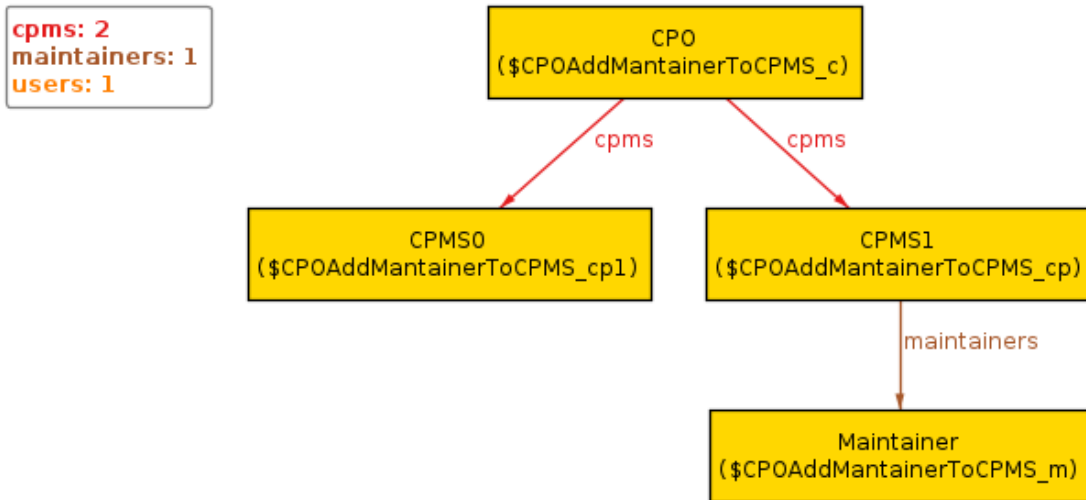 cpms: 2
maintainers: 1
users: 1
CPO
($CPOAddMantainerToCPMS_c)
cpms
cpms
CPMS0
($CPOAddMantainerToCPMS_cp1)
CPMS1
($CPOAddMantainerToCPMS_cp)
maintainers
Maintainer
($CPOAddMantainerToCPMS_m)